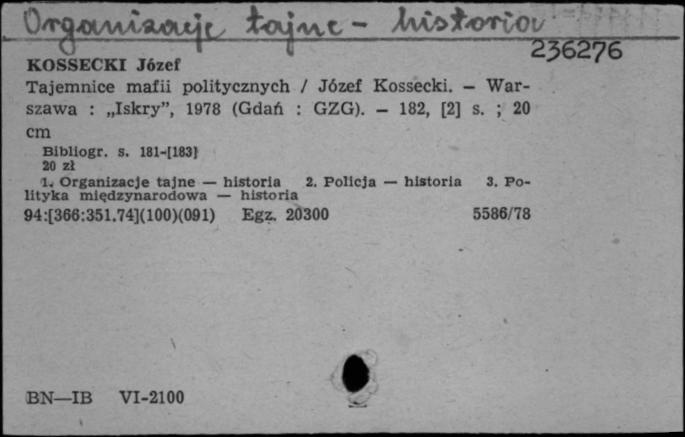 Organizacje tajne - historia
236276
KOSSECKI Józef
Tajemnice mafii politycznych / Józef Kossecki. — War-
szawa : „Iskry”, 1978 (Gdań : GZG). — 182, [2] s. ; 20
cm
Bibliogr. s. 181-[183]
20 zł
1. Organizacje tajne — historia 2. Policja — historia 3. Po-
lityka międzynarodowa — historia
94:[366:351.74](100)(091) Egz. 20300 5586/78
BN—IB VI-2100